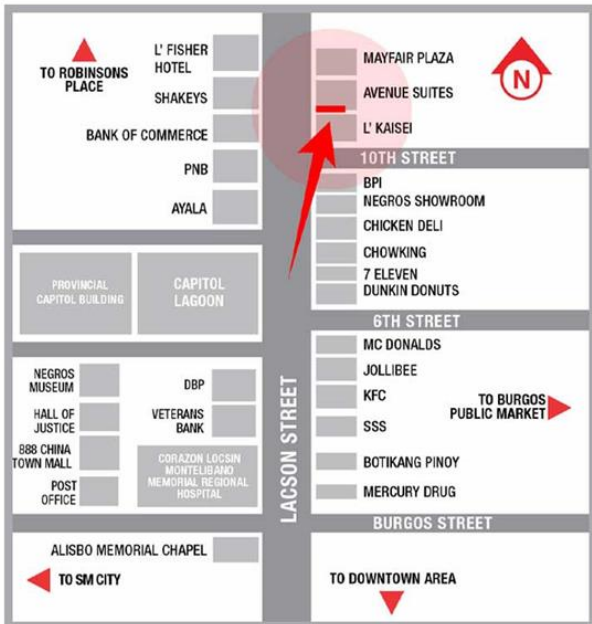 TO ROBINSONS
PLACE
L' FISHER
HOTEL
SHAKEYS
BANK OF COMMERCE
PNB
AYALA
MAYFAIR PLAZA
AVENUE SUITES
L' KAISEI
N
10TH STREET
BPI
NEGROS SHOWROOM
CHICKEN DELI
CHOWKING
7 ELEVEN
DUNKIN DONUTS
PROVINCIAL
CAPITOL BUILDING
CAPITOL
LAGOON
6TH STREET
MC DONALDS
JOLLIBEE
KFC
SSS
BOTIKANG PINOY
MERCURY DRUG
TO BURGOS
PUBLIC MARKET
NEGROS
MUSEUM
HALL OF
JUSTICE
888 CHINA
TOWN MALL
POST
OFFICE
DBP
VETERANS
BANK
CORAZON LOCSIN
MONTELIBANO
MEMORIAL REGIONAL
HOSPITAL
LACSON STREET
BURGOS STREET
ALISBO MEMORIAL CHAPEL
TO SM CITY
TO DOWNTOWN AREA